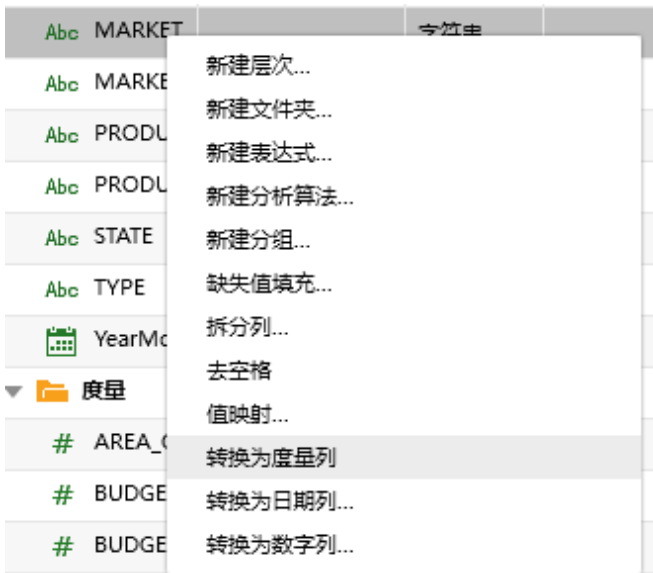 Abc MARKET 字符串
新建层次...
Abc MARKE
新建文件夹...
Abc PRODU
新建表达式...
Abc PRODU
新建分析算法...
Abc STATE
新建分组...
Abc TYPE
缺失值填充...
YearMo
拆分列...
去空格
度量
值映射...
# AREA_C
转换为度量列
# BUDGE
转换为日期列...
# BUDGE
转换为数字列...